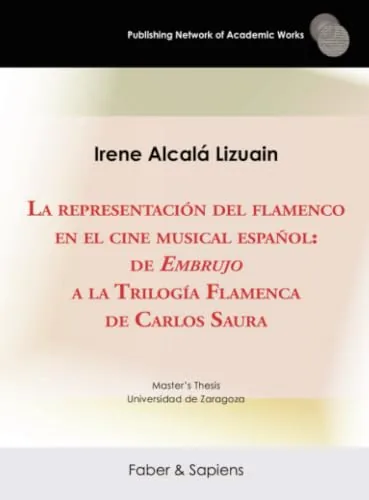 Publishing Network of Academic Works
Irene Alcalá Lizuain
La representación del flamenco
en el cine musical español:
de Embrujo
a la Trilogía Flamenca
de Carlos Saura
Master's Thesis
Universidad de Zaragoza
Faber & Sapiens